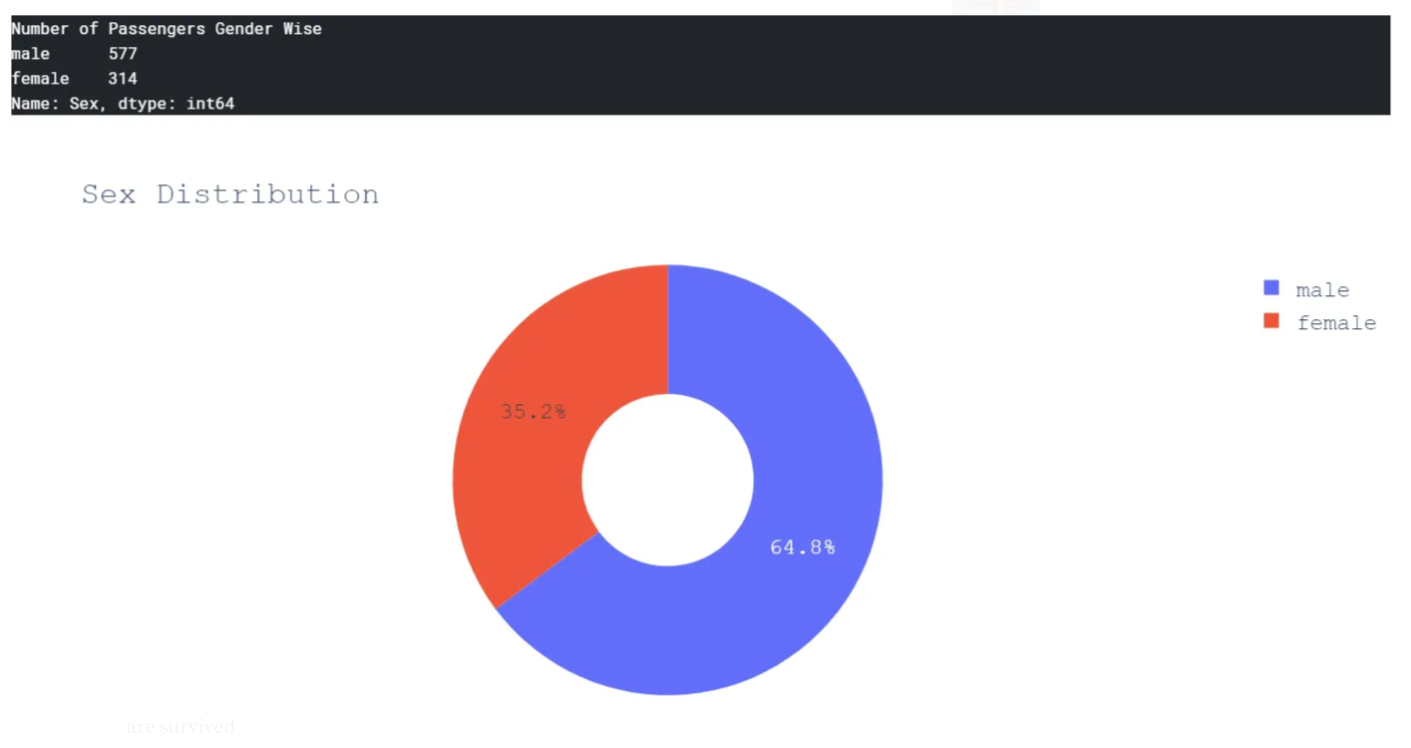 Number of Passengers Gender Wise
male 577
female 314
Name: Sex, dtype: int64
Sex Distribution
male
female
35.2%
64.8%
are survived